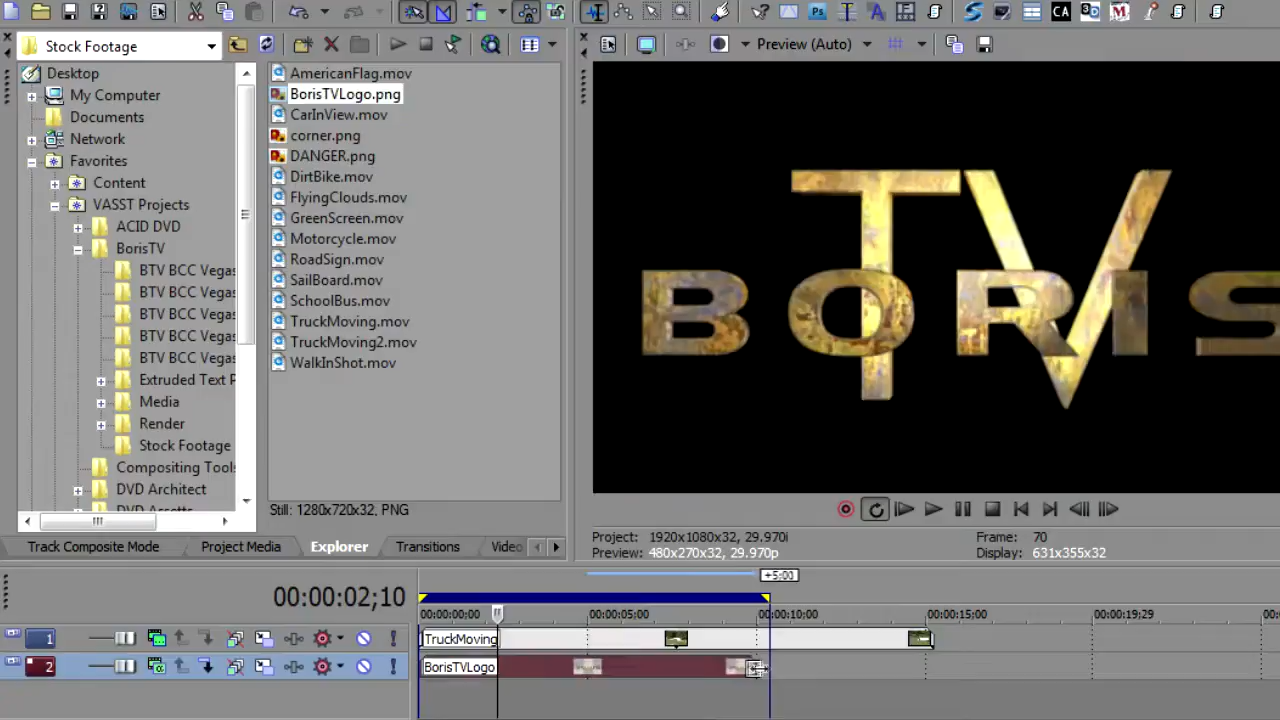 Ps T A CA 3D M
Stock Footage
Preview (Auto)
Desktop
My Computer
Documents
Network
Favorites
Content
VASST Projects
ACID DVD
BorisTV
BTV BCC Vegas
BTV BCC Vegas
BTV BCC Vegas
BTV BCC Vegas
BTV BCC Vegas
Extruded Text P
Media
Render
Stock Footage
Compositing Tool
DVD Architect
DVD Assets
AmericanFlag.mov
BorisTVLogo.png
CarInView.mov
corner.png
DANGER.png
DirtBike.mov
FlyingClouds.mov
GreenScreen.mov
Motorcycle.mov
RoadSign.mov
SailBoard.mov
SchoolBus.mov
TruckMoving.mov
TruckMoving2.mov
WalkInShot.mov
Still: 1280x720x32, PNG
TV
BORIS
Track Composite Mode
Project Media
Explorer
Transitions
Video
Project: 1920x1080x32, 29.970i
Preview: 480x270x32, 29.970p
Frame: 70
Display: 631x355x32
+5:00
00:00:02;10
00:00:00:00
00:00:05;00
00:00:10;00
00:00:15;00
00:00:19;29
00:
1
TruckMoving
2
BorisTVLogo